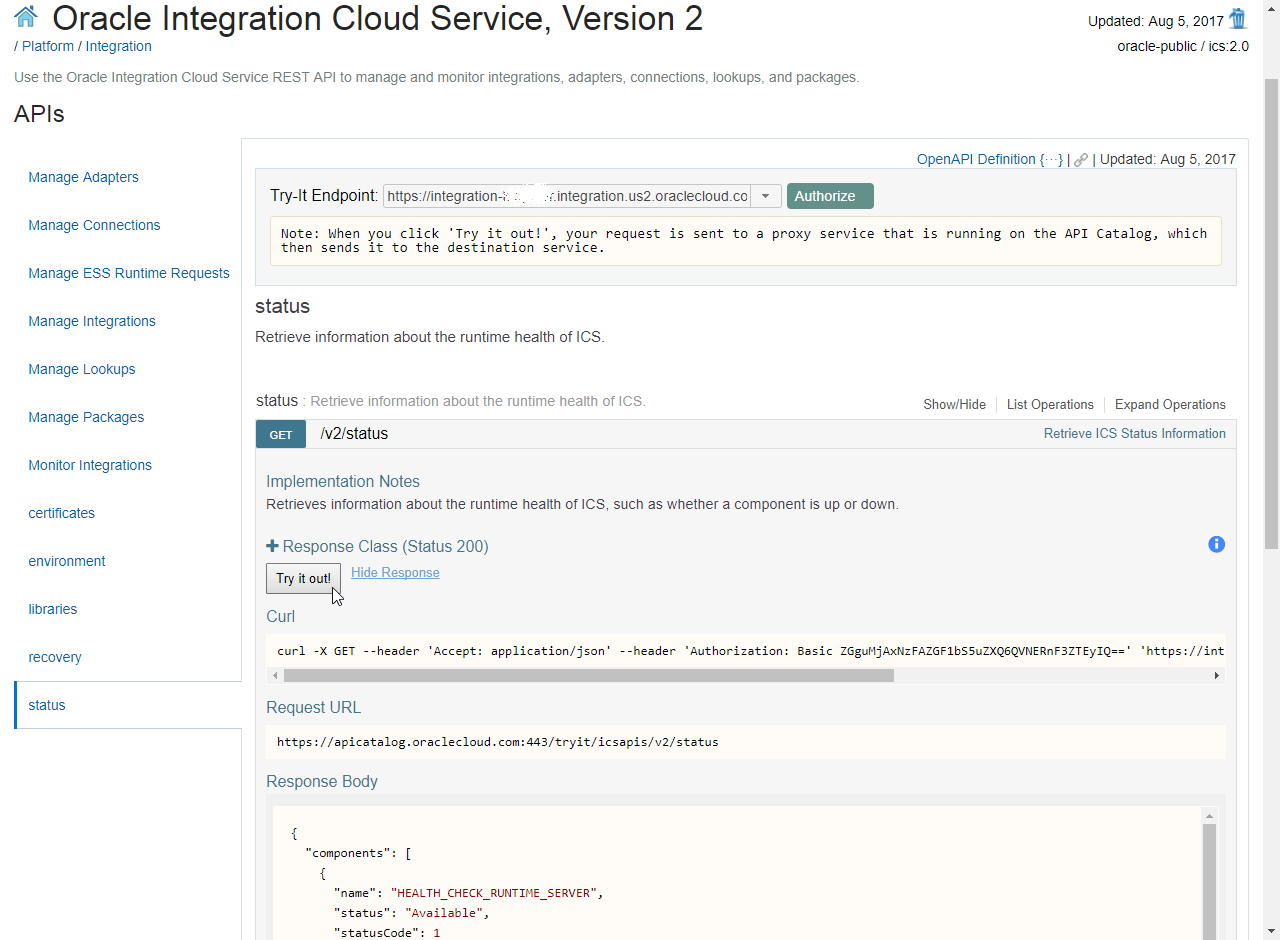 Oracle Integration Cloud Service, Version 2
Updated: Aug 5, 2017
/ Platform / Integration
oracle-public / ics:2.0
Use the Oracle Integration Cloud Service REST API to manage and monitor integrations, adapters, connections, lookups, and packages.
APIs
Manage Adapters
Manage Connections
Manage ESS Runtime Requests
Manage Integrations
Manage Lookups
Manage Packages
Monitor Integrations
certificates
environment
libraries
recovery
status
OpenAPI Definition {···} | | Updated: Aug 5, 2017
Try-It Endpoint: https://integration- .integration.us2.oraclecloud.co Authorize
Note: When you click 'Try it out!', your request is sent to a proxy service that is running on the API Catalog, which
then sends it to the destination service.
status
Retrieve information about the runtime health of ICS.
status : Retrieve information about the runtime health of ICS.
Show/Hide | List Operations | Expand Operations
GET /v2/status Retrieve ICS Status Information
Implementation Notes
Retrieves information about the runtime health of ICS, such as whether a component is up or down.
Response Class (Status 200)
Try it out! Hide Response
Curl
curl -X GET --header 'Accept: application/json' --header 'Authorization: Basic ZGguMjAxNzFAZGF1bS5uZXQ6QVNERnF3ZTEyIQ==' 'https://int
Request URL
https://apicatalog.oraclecloud.com:443/tryit/icsapis/v2/status
Response Body
{
"components": [
{
"name": "HEALTH_CHECK_RUNTIME_SERVER",
"status": "Available",
"statusCode": 1